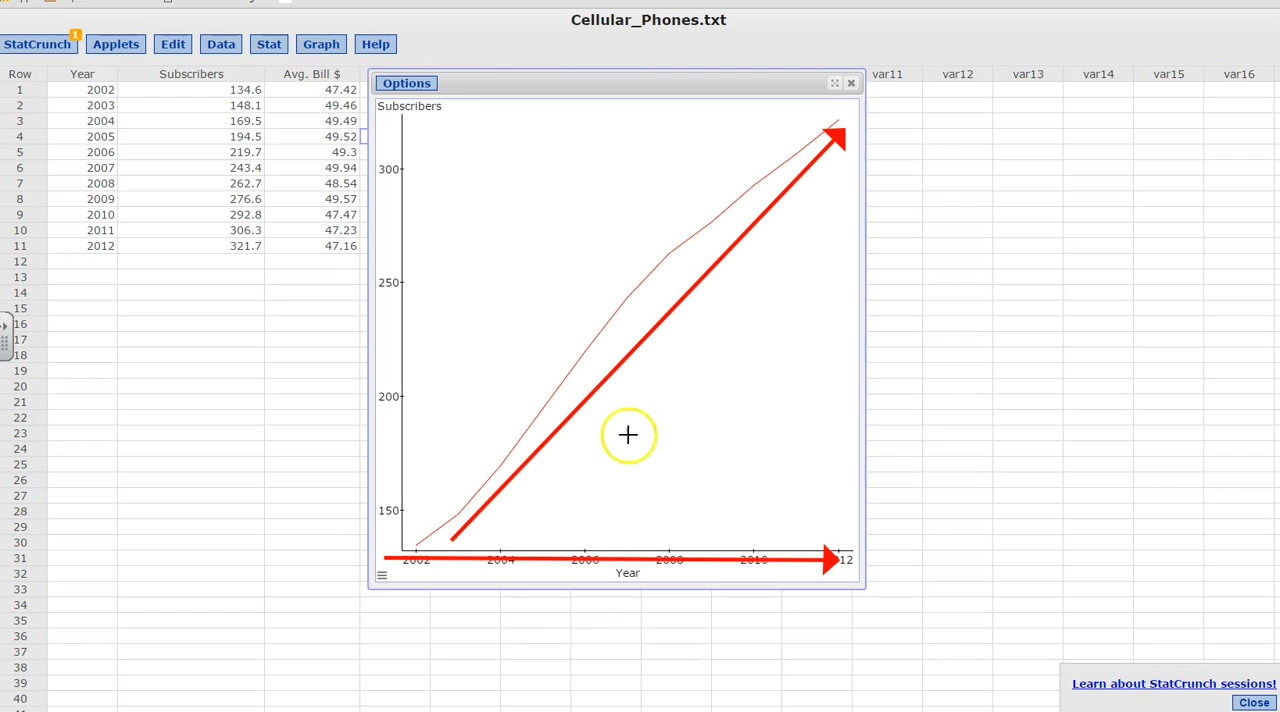 Cellular_Phones.txt
StatCrunch 1 Applets Edit Data Stat Graph Help
Row Year Subscribers Avg. Bill $ var11 var12 var13 var14 var15 var16
Options
1 2002 134.6 47.42
Subscribers
2 2003 148.1 49.46
3 2004 169.5 49.49
4 2005 194.5 49.52
5 2006 219.7 49.3
6 2007 243.4 49.94
300
7 2008 262.7 48.54
8 2009 276.6 49.57
9 2010 292.8 47.47
10 2011 306.3 47.23
11 2012 321.7 47.16
12
13
250
14
15
16
17
18
19
20
200
21
22
23
24
25
26
27
150
28
29
30
31
2002 2004 2006 2008 2010 12
Year
32
33
34
35
36
37
38
39
Learn about StatCrunch sessions!
40
Close